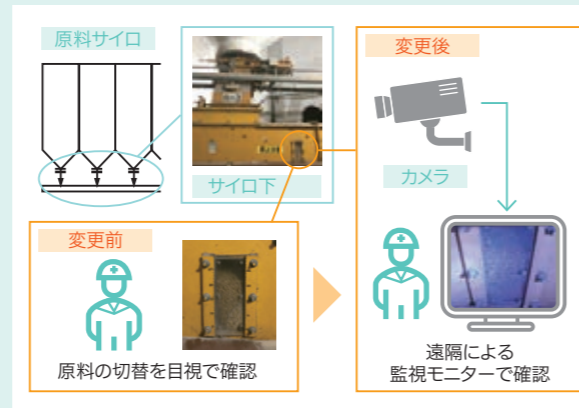 原料サイロ
サイロ下
変更前
原料の切替を目視で確認
変更後
カメラ
遠隔による
監視モニターで確認